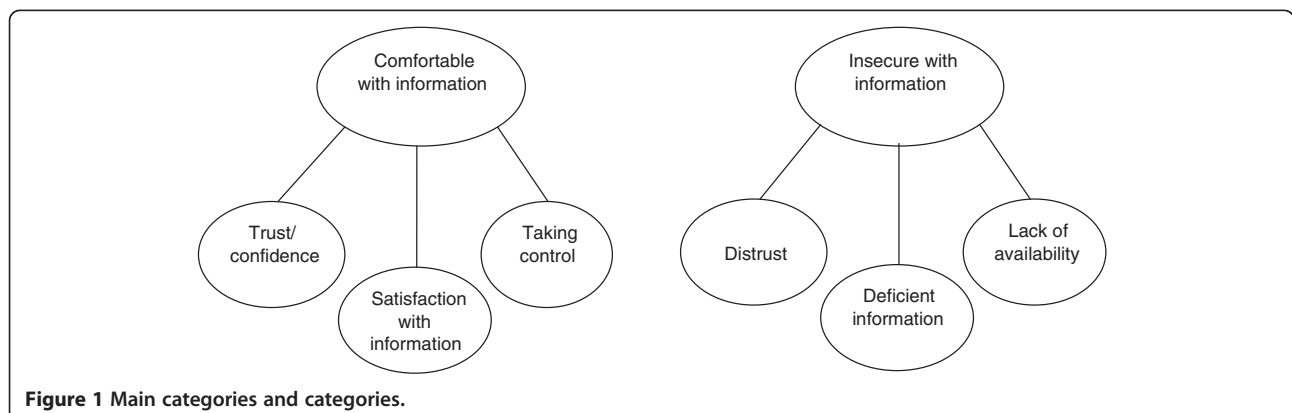 Comfortable
with information
Trust/
confidence
Satisfaction
with
information
Taking
control
Insecure with
information
Distrust
Deficient
information
Lack of
availability
Figure 1 Main categories and categories.